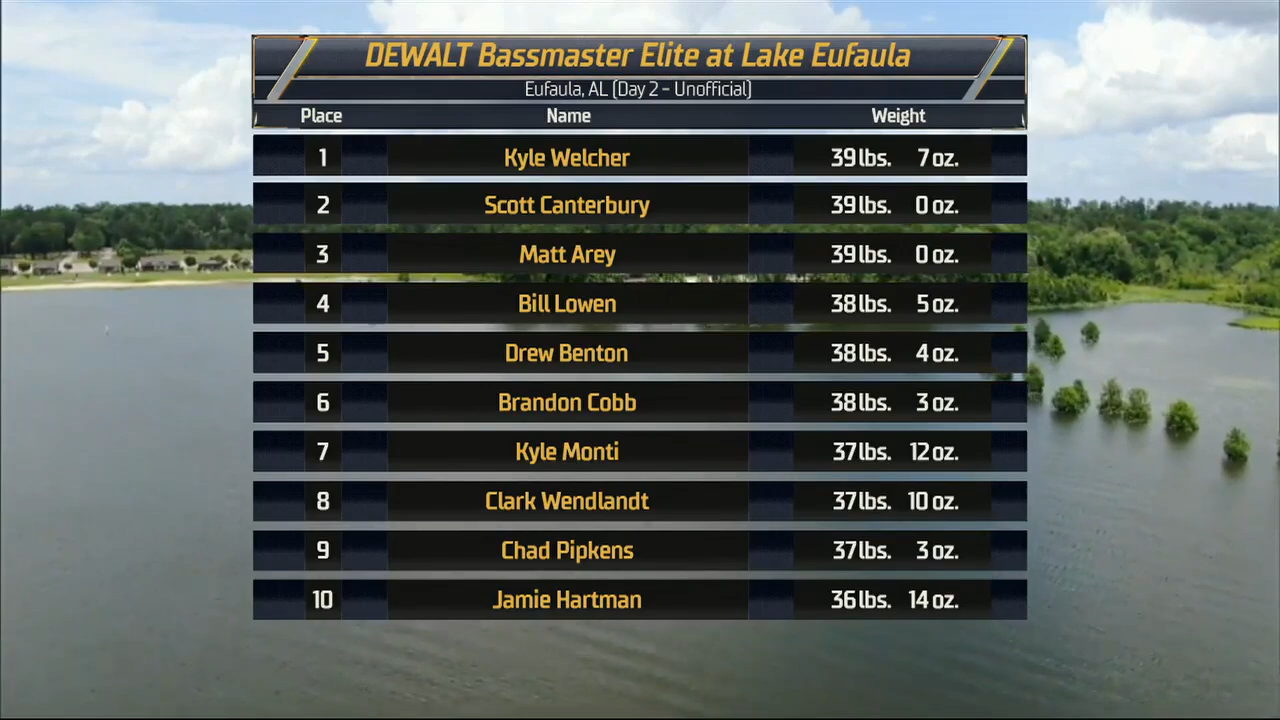 DEWALT Bassmaster Elite at Lake Eufaula
Eufaula, AL (Day 2 - Unofficial)
Place Name Weight
1 Kyle Welcher 39 lbs. 7 oz.
2 Scott Canterbury 39 lbs. 0 oz.
3 Matt Arey 39 lbs. 0 oz.
4 Bill Lowen 38 lbs. 5 oz.
5 Drew Benton 38 lbs. 4 oz.
6 Brandon Cobb 38 lbs. 3 oz.
7 Kyle Monti 37 lbs. 12 oz.
8 Clark Wendlandt 37 lbs. 10 oz.
9 Chad Pipkens 37 lbs. 3 oz.
10 Jamie Hartman 36 lbs. 14 oz.